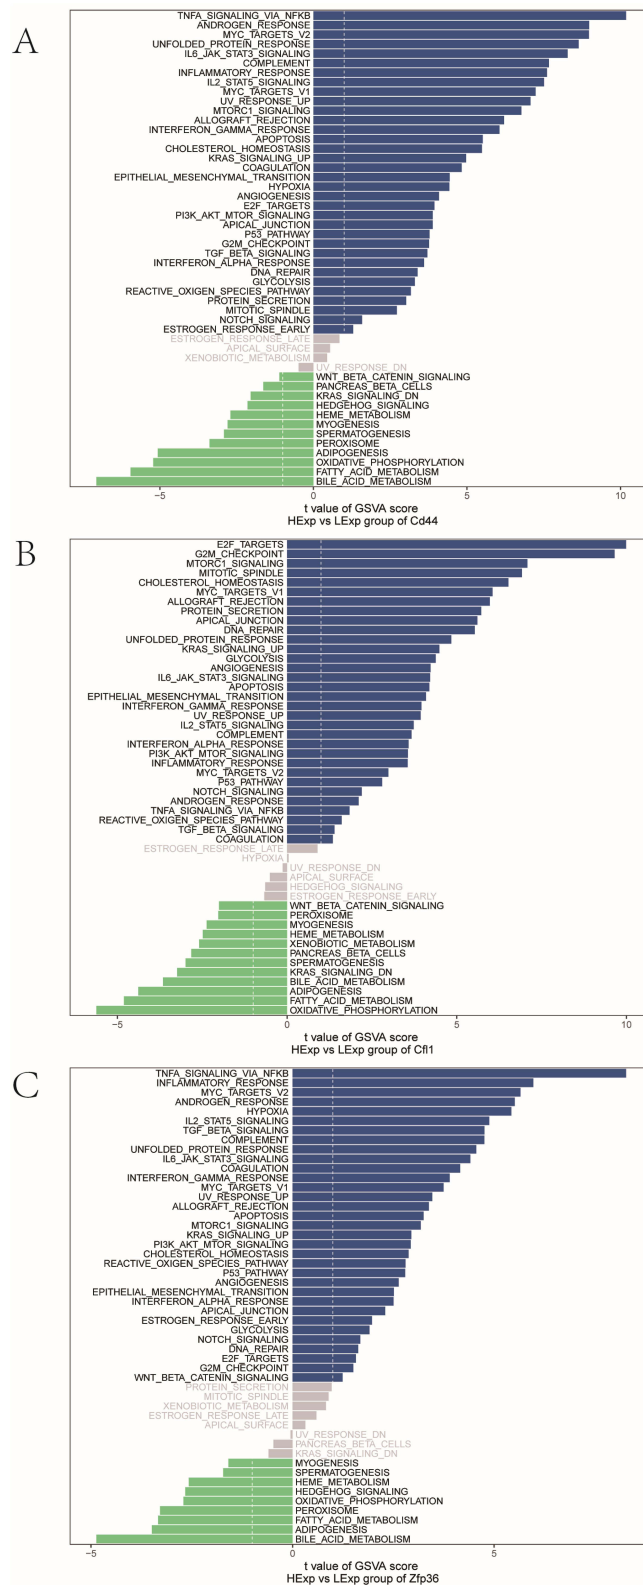 A
TNFA_SIGNALING_VIA_NFKB
ANDROGEN_RESPONSE
MYC_TARGETS_V2
UNFOLDED_PROTEIN_RESPONSE
IL6_JAK_STAT3_SIGNALING
COMPLEMENT
INFLAMMATORY_RESPONSE
IL2_STAT5_SIGNALING
MYC_TARGETS_V1
UV_RESPONSE_UP
MTORC1_SIGNALING
ALLOGRAFT_REJECTION
INTERFERON_GAMMA_RESPONSE
APOPTOSIS
CHOLESTEROL_HOMEOSTASIS
KRAS_SIGNALING_UP
COAGULATION
EPITHELIAL_MESENCHYMAL_TRANSITION
HYPOXIA
ANGIOGENESIS
E2F_TARGETS
PI3K_AKT_MTOR_SIGNALING
APICAL_JUNCTION
P53_PATHWAY
G2M_CHECKPOINT
TGF_BETA_SIGNALING
INTERFERON_ALPHA_RESPONSE
DNA_REPAIR
GLYCOLYSIS
REACTIVE_OXIGEN_SPECIES_PATHWAY
PROTEIN_SECRETION
MITOTIC_SPINDLE
NOTCH_SIGNALING
ESTROGEN_RESPONSE_EARLY
ESTROGEN_RESPONSE_LATE
APICAL_SURFACE
XENOBIOTIC_METABOLISM
UV_RESPONSE_DN
WNT_BETA_CATENIN_SIGNALING
PANCREAS_BETA_CELLS
KRAS_SIGNALING_DN
HEDGEHOG_SIGNALING
HEME_METABOLISM
MYOGENESIS
SPERMATOGENESIS
PEROXISOME
ADIPOGENESIS
OXIDATIVE_PHOSPHORYLATION
FATTY_ACID_METABOLISM
BILE_ACID_METABOLISM
-5 0 5 10
t value of GSVA score
HExp vs LExp group of Cd44
B
E2F_TARGETS
G2M_CHECKPOINT
MTORC1_SIGNALING
MITOTIC_SPINDLE
CHOLESTEROL_HOMEOSTASIS
MYC_TARGETS_V1
ALLOGRAFT_REJECTION
PROTEIN_SECRETION
APICAL_JUNCTION
DNA_REPAIR
UNFOLDED_PROTEIN_RESPONSE
KRAS_SIGNALING_UP
GLYCOLYSIS
ANGIOGENESIS
IL6_JAK_STAT3_SIGNALING
APOPTOSIS
EPITHELIAL_MESENCHYMAL_TRANSITION
INTERFERON_GAMMA_RESPONSE
UV_RESPONSE_UP
IL2_STAT5_SIGNALING
COMPLEMENT
INTERFERON_ALPHA_RESPONSE
PI3K_AKT_MTOR_SIGNALING
INFLAMMATORY_RESPONSE
MYC_TARGETS_V2
P53_PATHWAY
NOTCH_SIGNALING
ANDROGEN_RESPONSE
TNFA_SIGNALING_VIA_NFKB
REACTIVE_OXIGEN_SPECIES_PATHWAY
TGF_BETA_SIGNALING
COAGULATION
ESTROGEN_RESPONSE_LATE
HYPOXIA
UV_RESPONSE_DN
APICAL_SURFACE
HEDGEHOG_SIGNALING
ESTROGEN_RESPONSE_EARLY
WNT_BETA_CATENIN_SIGNALING
PEROXISOME
MYOGENESIS
HEME_METABOLISM
XENOBIOTIC_METABOLISM
PANCREAS_BETA_CELLS
SPERMATOGENESIS
KRAS_SIGNALING_DN
BILE_ACID_METABOLISM
ADIPOGENESIS
FATTY_ACID_METABOLISM
OXIDATIVE_PHOSPHORYLATION
-5 0 5 10
t value of GSVA score
HExp vs LExp group of Cfl1
C
TNFA_SIGNALING_VIA_NFKB
INFLAMMATORY_RESPONSE
MYC_TARGETS_V2
ANDROGEN_RESPONSE
HYPOXIA
IL2_STAT5_SIGNALING
TGF_BETA_SIGNALING
COMPLEMENT
UNFOLDED_PROTEIN_RESPONSE
IL6_JAK_STAT3_SIGNALING
COAGULATION
INTERFERON_GAMMA_RESPONSE
MYC_TARGETS_V1
UV_RESPONSE_UP
ALLOGRAFT_REJECTION
APOPTOSIS
MTORC1_SIGNALING
KRAS_SIGNALING_UP
PI3K_AKT_MTOR_SIGNALING
CHOLESTEROL_HOMEOSTASIS
REACTIVE_OXIGEN_SPECIES_PATHWAY
P53_PATHWAY
ANGIOGENESIS
EPITHELIAL_MESENCHYMAL_TRANSITION
INTERFERON_ALPHA_RESPONSE
APICAL_JUNCTION
ESTROGEN_RESPONSE_EARLY
GLYCOLYSIS
NOTCH_SIGNALING
DNA_REPAIR
E2F_TARGETS
G2M_CHECKPOINT
WNT_BETA_CATENIN_SIGNALING
PROTEIN_SECRETION
MITOTIC_SPINDLE
XENOBIOTIC_METABOLISM
ESTROGEN_RESPONSE_LATE
APICAL_SURFACE
UV_RESPONSE_DN
PANCREAS_BETA_CELLS
KRAS_SIGNALING_DN
MYOGENESIS
SPERMATOGENESIS
HEME_METABOLISM
HEDGEHOG_SIGNALING
OXIDATIVE_PHOSPHORYLATION
PEROXISOME
FATTY_ACID_METABOLISM
ADIPOGENESIS
BILE_ACID_METABOLISM
-5 0 5
t value of GSVA score
HExp vs LExp group of Zfp36